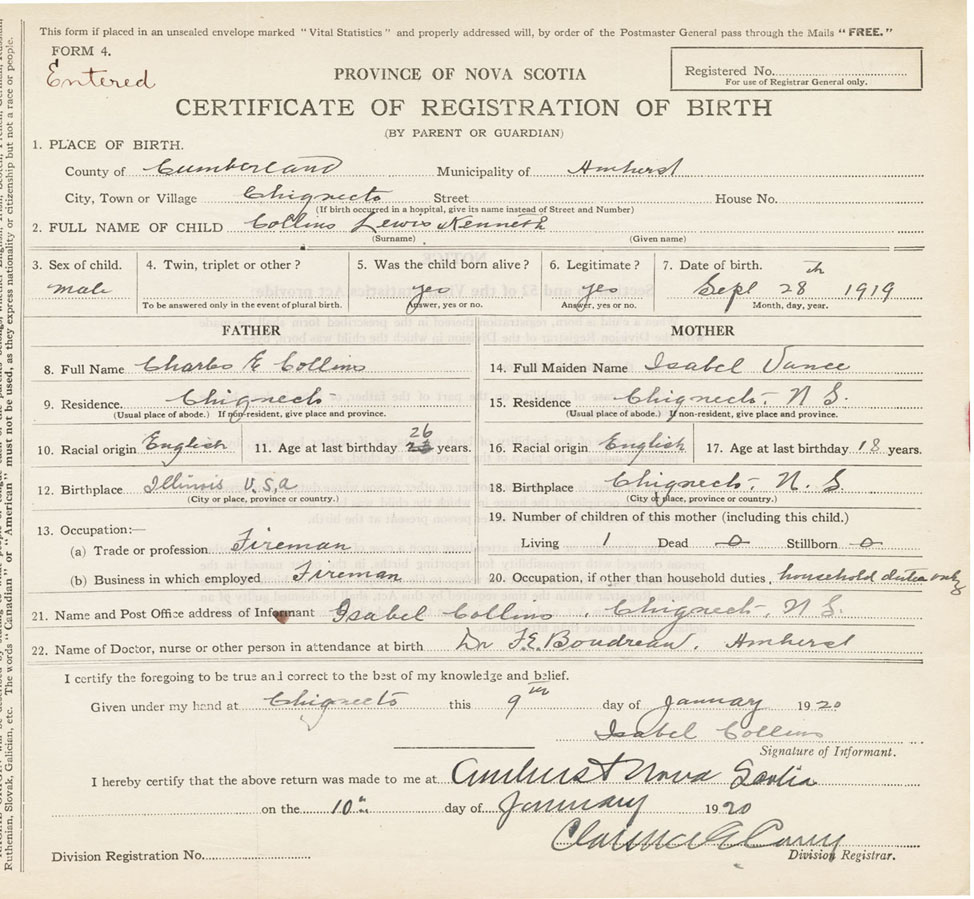 This form if placed in an unsealed envelope marked "Vital Statistics" and properly addressed will, by order of the Postmaster General pass through the Mails "FREE."
FORM 4.
Entered
PROVINCE OF NOVA SCOTIA
Registered No.
For use of Registrar General only.
CERTIFICATE OF REGISTRATION OF BIRTH
(BY PARENT OR GUARDIAN)
1. PLACE OF BIRTH.
County of Cumberland Municipality of Amherst
City, Town or Village Chignecto Street House No.
(If birth occurred in a hospital, give its name instead of Street and Number)
2. FULL NAME OF CHILD Collins Lewis Kenneth
(Surname) (Given name)
3. Sex of child. 4. Twin, triplet or other? 5. Was the child born alive? 6. Legitimate? 7. Date of birth.
male yes yes Sept 28th 1919
To be answered only in the event of plural birth. Answer, yes or no. Answer, yes or no. Month, day, year.
FATHER MOTHER
8. Full Name Charles E Collins 14. Full Maiden Name Isabel Vance
9. Residence. Chignecto 15. Residence Chignecto, N S.
(Usual place of abode.) If non-resident, give place and province. (Usual place of abode.) If non-resident, give place and province.
10. Racial origin English 11. Age at last birthday 26 years. 16. Racial origin English 17. Age at last birthday 18 years.
12. Birthplace Illinois U.S,a 18. Birthplace Chignecto, N. S.
(City or place, province or country.) (City or place, province or country.)
13. Occupation:— 19. Number of children of this mother (including this child.)
(a) Trade or profession Fireman Living 1 Dead 0 Stillborn 0
(b) Business in which employed Fireman 20. Occupation, if other than household duties, household duties only
21. Name and Post Office address of Informant Isabel Collins, Chignecto, N S.
22. Name of Doctor, nurse or other person in attendance at birth Dr F.E. Boudreau, Amherst
I certify the foregoing to be true and correct to the best of my knowledge and belief.
Given under my hand at Chignecto this 9th day of January 1920
Isabel Collins
Signature of Informant.
I hereby certify that the above return was made to me at Amherst Nova Scotia
on the 10th day of January 1920
Clarence
Division Registration No. Division Registrar.
Ruthenian, Slovak, Galician, etc. The words "Canadian" or "American" must not be used, as they express nationality or citizenship but not a race or people.